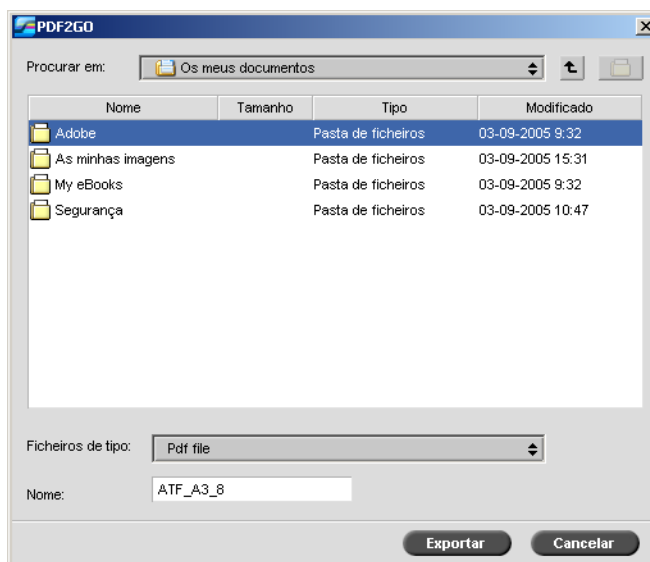 PDF2GO
Procurar em: Os meus documentos
Nome Tamanho Tipo Modificado
Adobe Pasta de ficheiros 03-09-2005 9:32
As minhas imagens Pasta de ficheiros 03-09-2005 15:31
My eBooks Pasta de ficheiros 03-09-2005 9:32
Segurança Pasta de ficheiros 03-09-2005 10:47
Ficheiros de tipo: Pdf file
Nome: ATF_A3_8
Exportar Cancelar